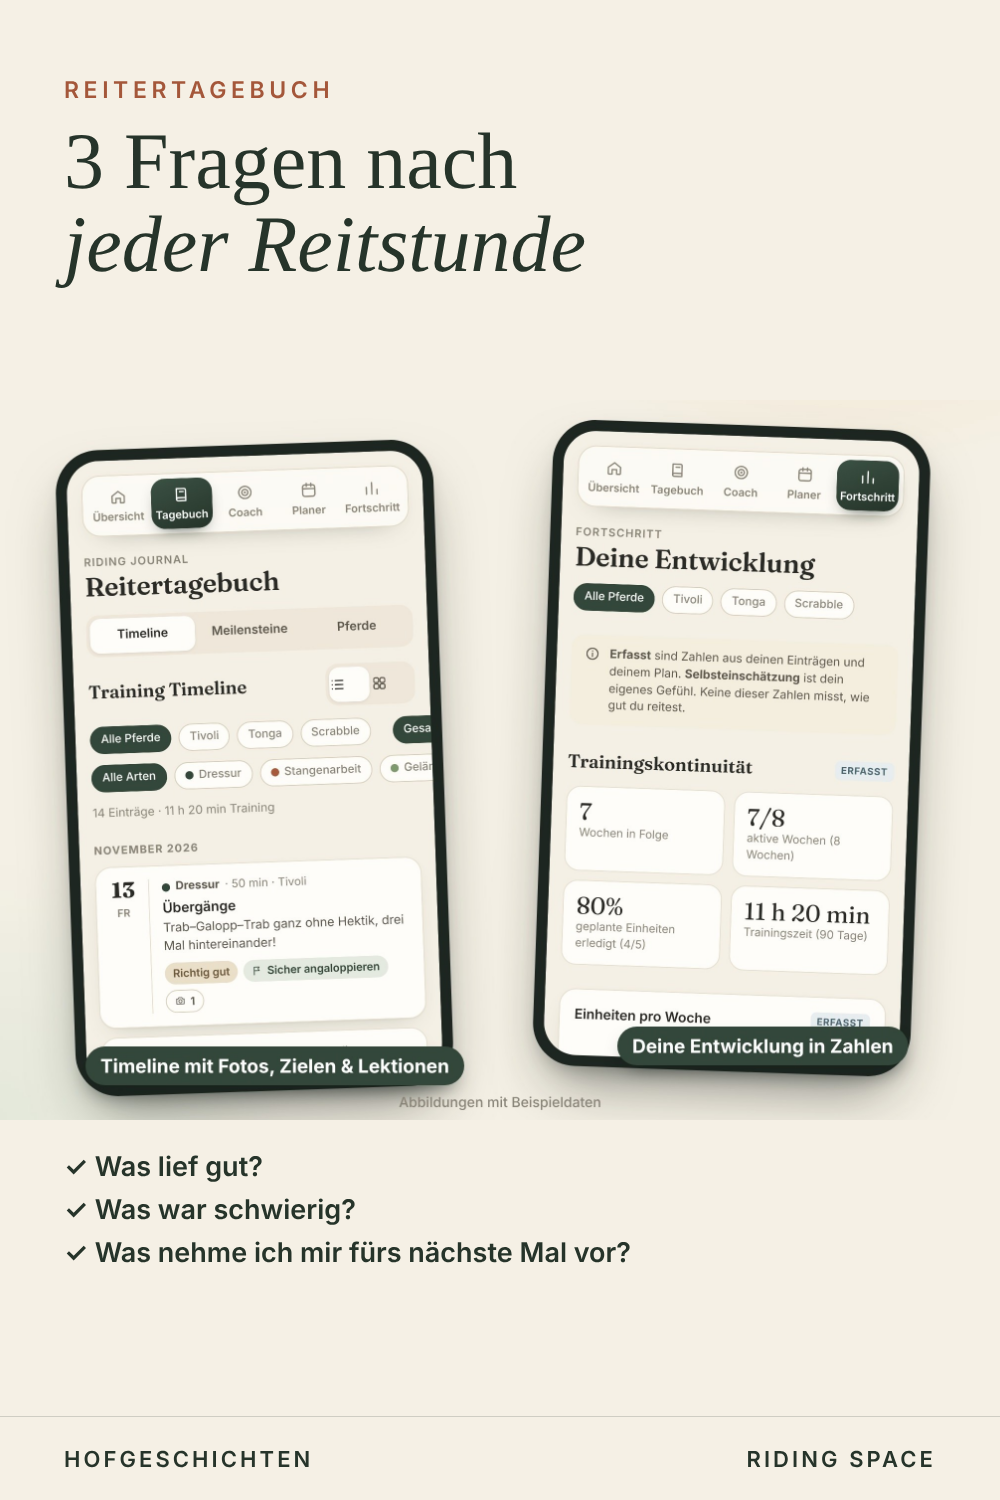 REITERTAGEBUCH
3 Fragen nach
jeder Reitstunde
Übersicht
Tagebuch
Coach
Planer
Fortschritt
RIDING JOURNAL
Reitertagebuch
Timeline
Meilensteine
Pferde
Training Timeline
Alle Pferde
Tivoli
Tonga
Scrabble
Gesa
Alle Arten
Dressur
Stangenarbeit
Gelän
14 Einträge · 11 h 20 min Training
NOVEMBER 2026
13
FR
Dressur · 50 min · Tivoli
Übergänge
Trab–Galopp–Trab ganz ohne Hektik, drei
Mal hintereinander!
Richtig gut
Sicher angaloppieren
1
Timeline mit Fotos, Zielen & Lektionen
Übersicht
Tagebuch
Coach
Planer
Fortschritt
FORTSCHRITT
Deine Entwicklung
Alle Pferde
Tivoli
Tonga
Scrabble
Erfasst sind Zahlen aus deinen Einträgen und
deinem Plan. Selbsteinschätzung ist dein
eigenes Gefühl. Keine dieser Zahlen misst, wie
gut du reitest.
Trainingskontinuität
ERFASST
7
Wochen in Folge
7/8
aktive Wochen (8
Wochen)
80%
geplante Einheiten
erledigt (4/5)
11 h 20 min
Trainingszeit (90 Tage)
Einheiten pro Woche
ERFASST
Deine Entwicklung in Zahlen
Abbildungen mit Beispieldaten
✓ Was lief gut?
✓ Was war schwierig?
✓ Was nehme ich mir fürs nächste Mal vor?
HOFGESCHICHTEN
RIDING SPACE